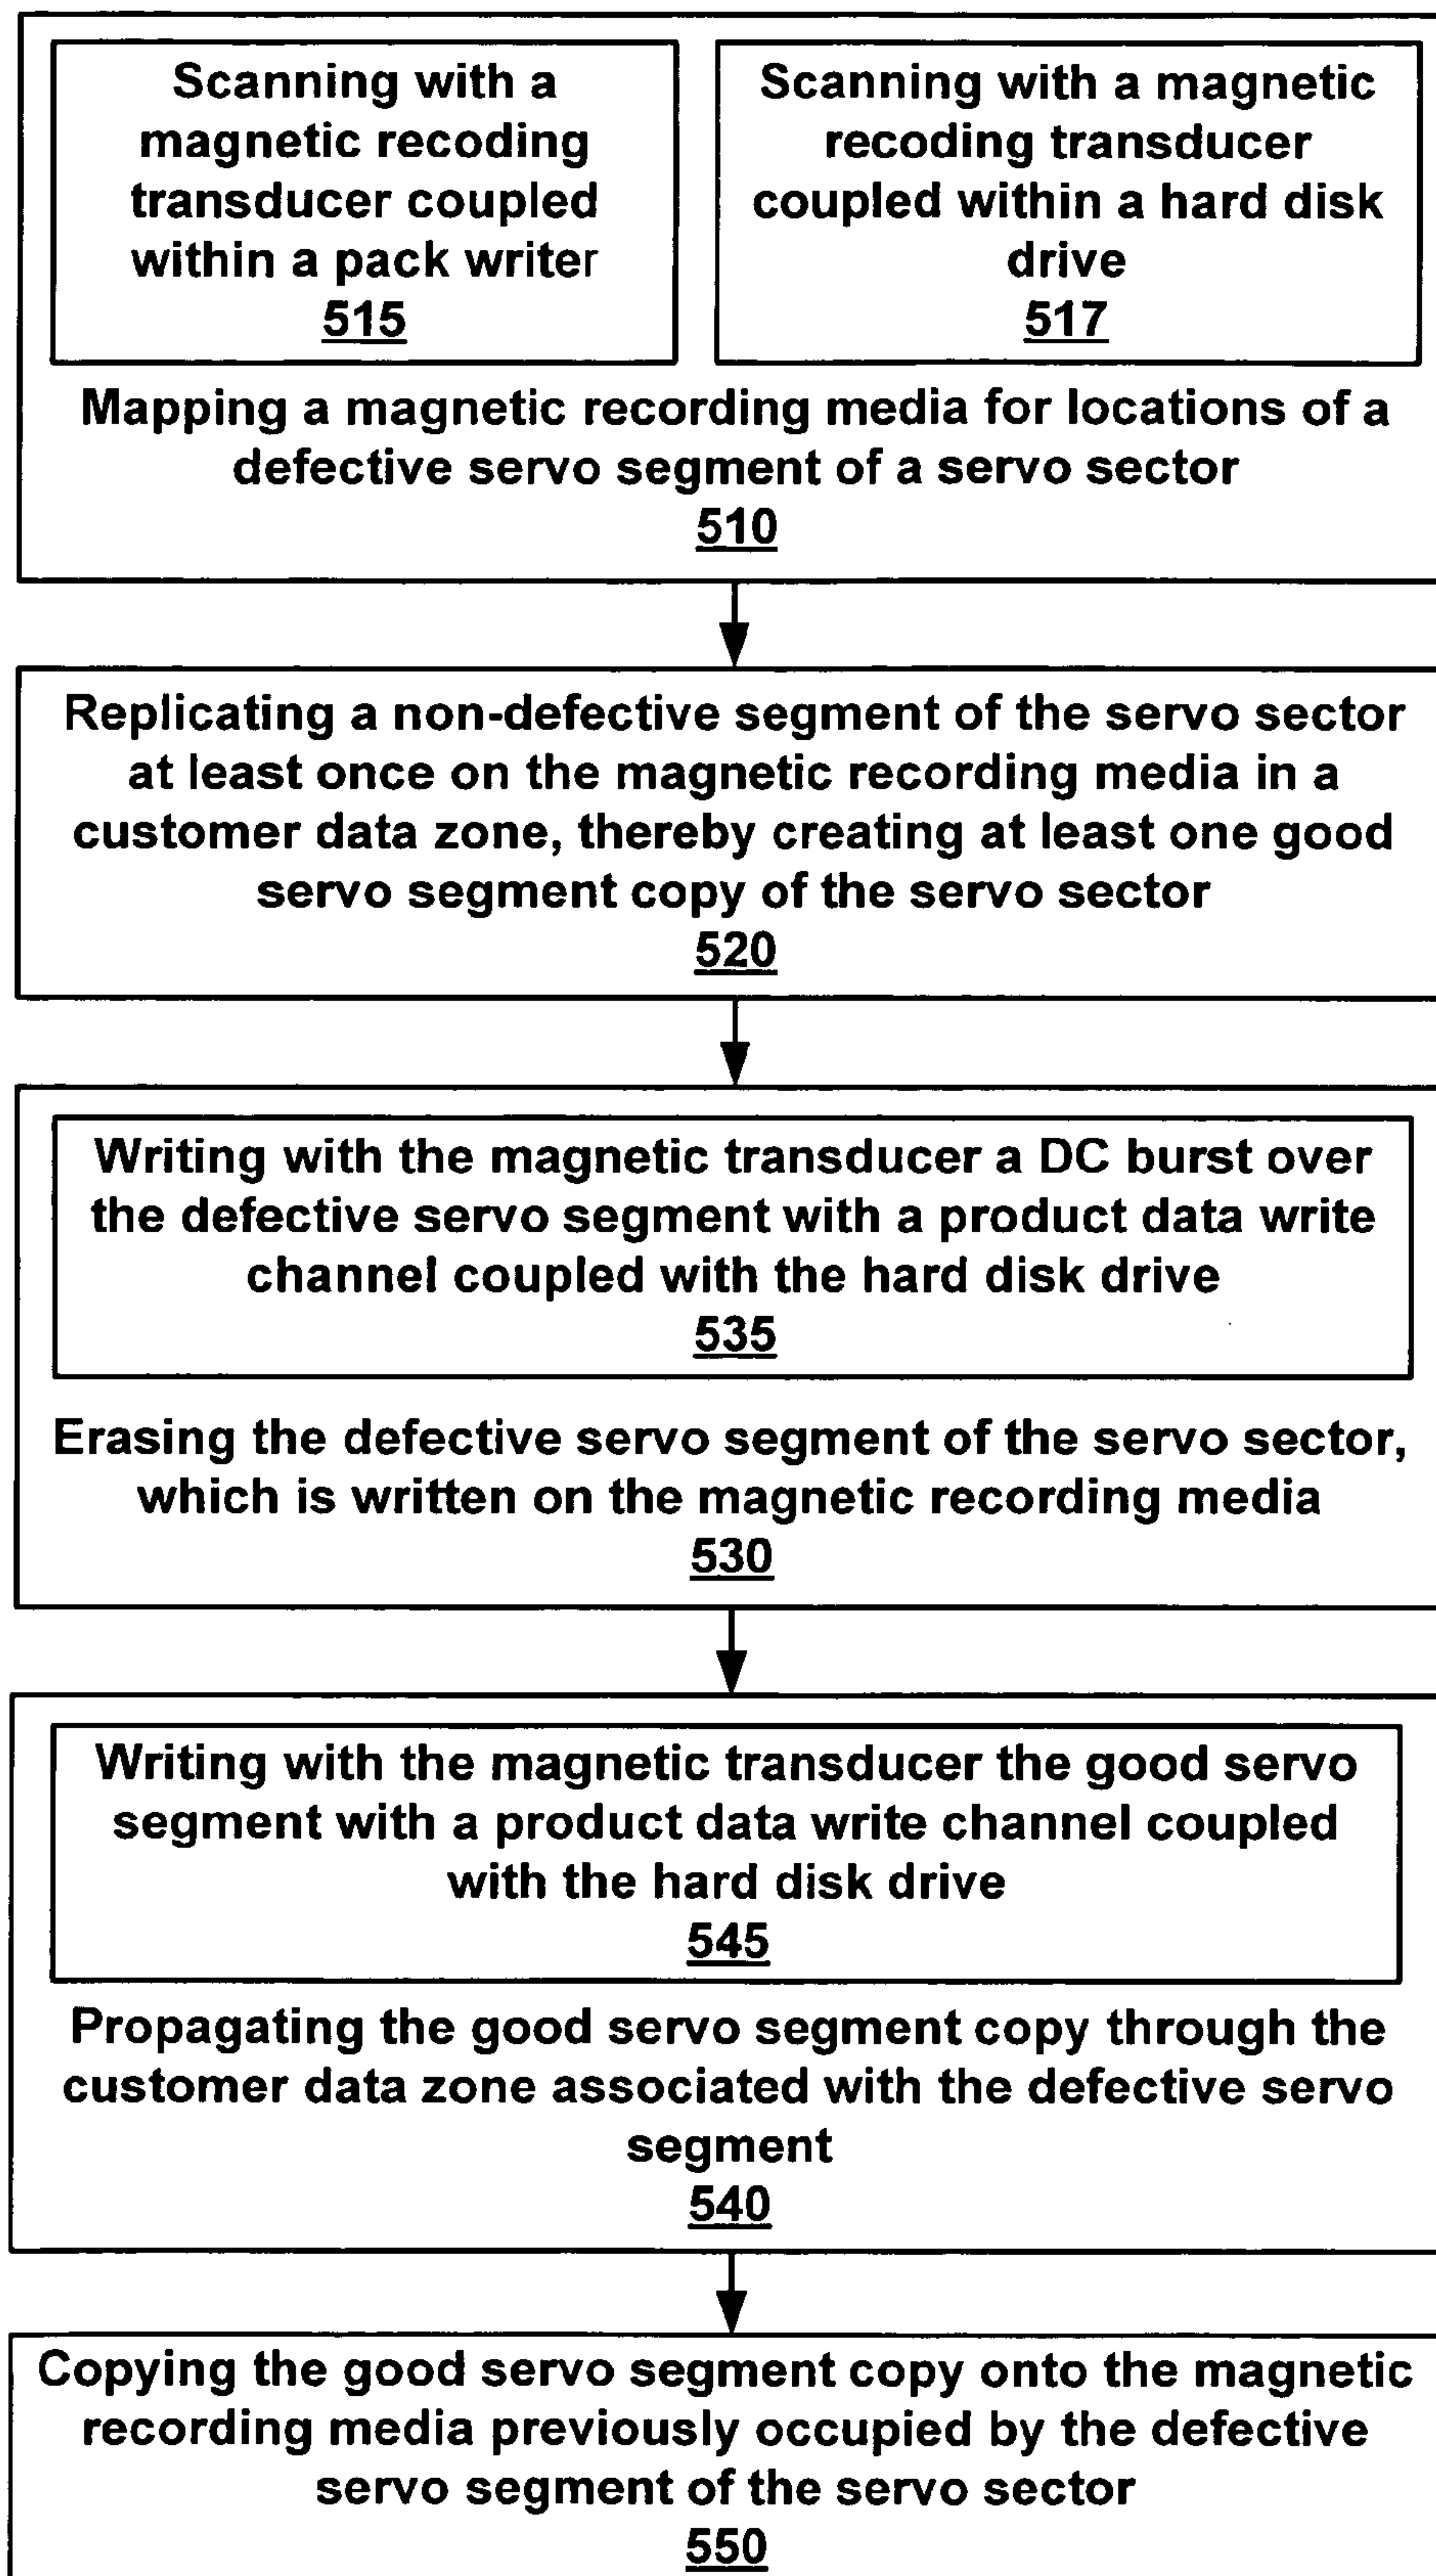 Scanning with a
magnetic recoding
transducer coupled
within a pack writer
515
Scanning with a magnetic
recoding transducer
coupled within a hard disk
drive
517
Mapping a magnetic recording media for locations of a
defective servo segment of a servo sector
510
Replicating a non-defective segment of the servo sector
at least once on the magnetic recording media in a
customer data zone, thereby creating at least one good
servo segment copy of the servo sector
520
Writing with the magnetic transducer a DC burst over
the defective servo segment with a product data write
channel coupled with the hard disk drive
535
Erasing the defective servo segment of the servo sector,
which is written on the magnetic recording media
530
Writing with the magnetic transducer the good servo
segment with a product data write channel coupled
with the hard disk drive
545
Propagating the good servo segment copy through the
customer data zone associated with the defective servo
segment
540
Copying the good servo segment copy onto the magnetic
recording media previously occupied by the defective
servo segment of the servo sector
550